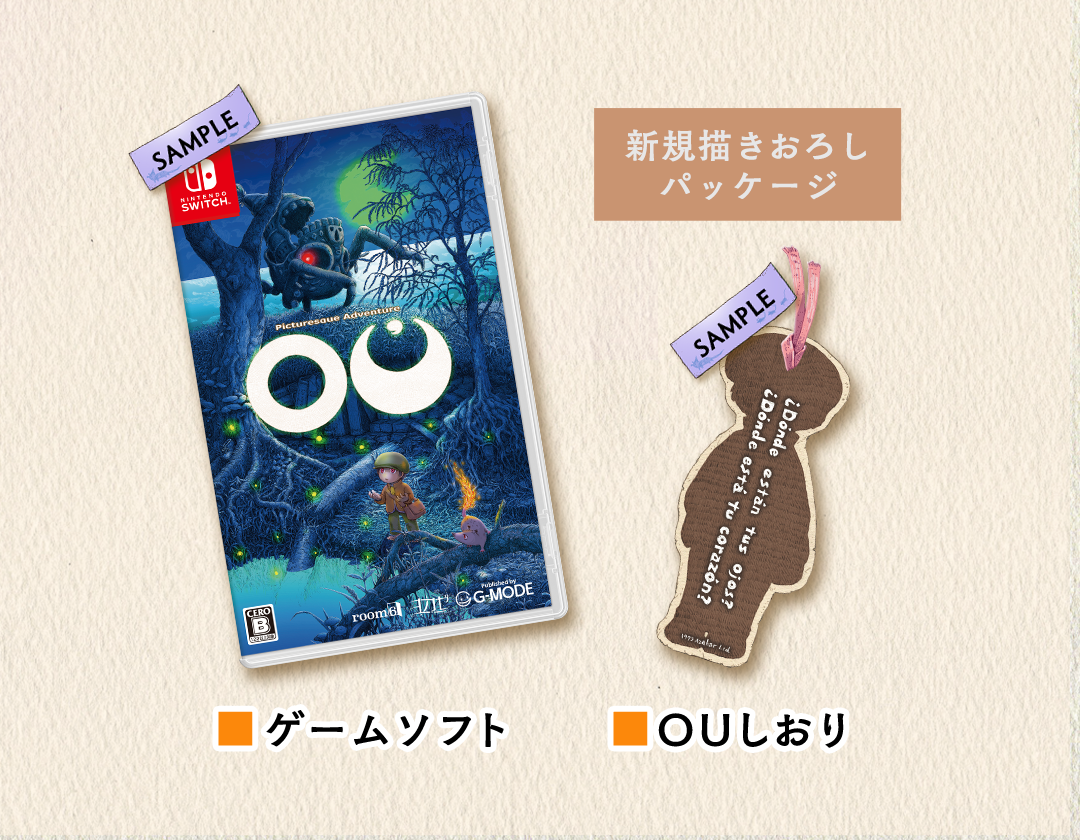 SAMPLE
NINTENDO
SWITCH
新規描きおろし
パッケージ
Picturesque Adventure
OU
SAMPLE
¿Dónde están tus ojos?
¿Dónde está tu corazón?
Published by
room6
G-MODE
CERO
B
■ゲームソフト
■OUしおり